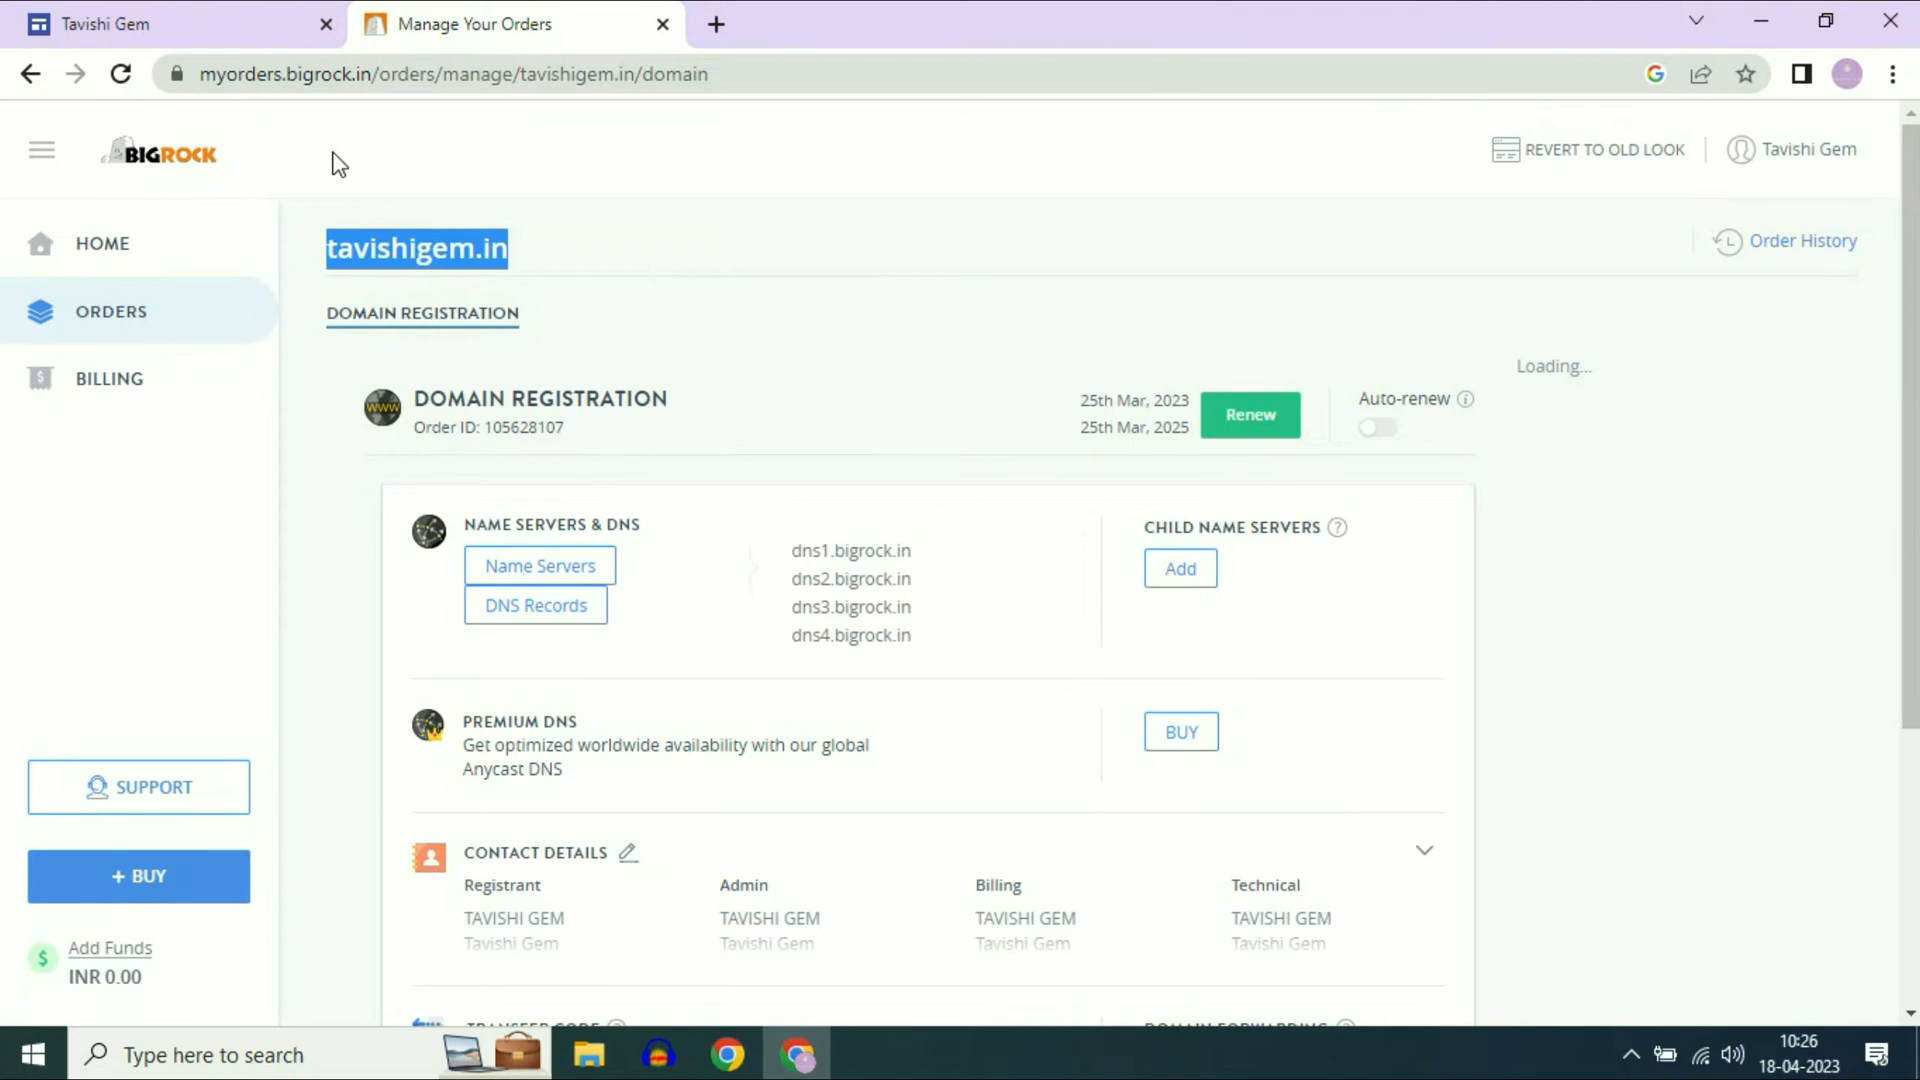 Tavishi Gem
Manage Your Orders
myorders.bigrock.in/orders/manage/tavishigem.in/domain
BIGROCK
REVERT TO OLD LOOK
Tavishi Gem
HOME
ORDERS
BILLING
tavishigem.in
Order History
DOMAIN REGISTRATION
Loading...
DOMAIN REGISTRATION
Order ID: 105628107
25th Mar, 2023
25th Mar, 2025
Renew
Auto-renew
NAME SERVERS & DNS
Name Servers
DNS Records
dns1.bigrock.in
dns2.bigrock.in
dns3.bigrock.in
dns4.bigrock.in
CHILD NAME SERVERS
Add
PREMIUM DNS
Get optimized worldwide availability with our global
Anycast DNS
BUY
CONTACT DETAILS
Registrant Admin Billing Technical
TAVISHI GEM TAVISHI GEM TAVISHI GEM TAVISHI GEM
Tavishi Gem Tavishi Gem Tavishi Gem Tavishi Gem
TRANSFER CODE
DOMAIN FORWARDING
SUPPORT
+ BUY
Add Funds
INR 0.00
Type here to search
10:26
18-04-2023